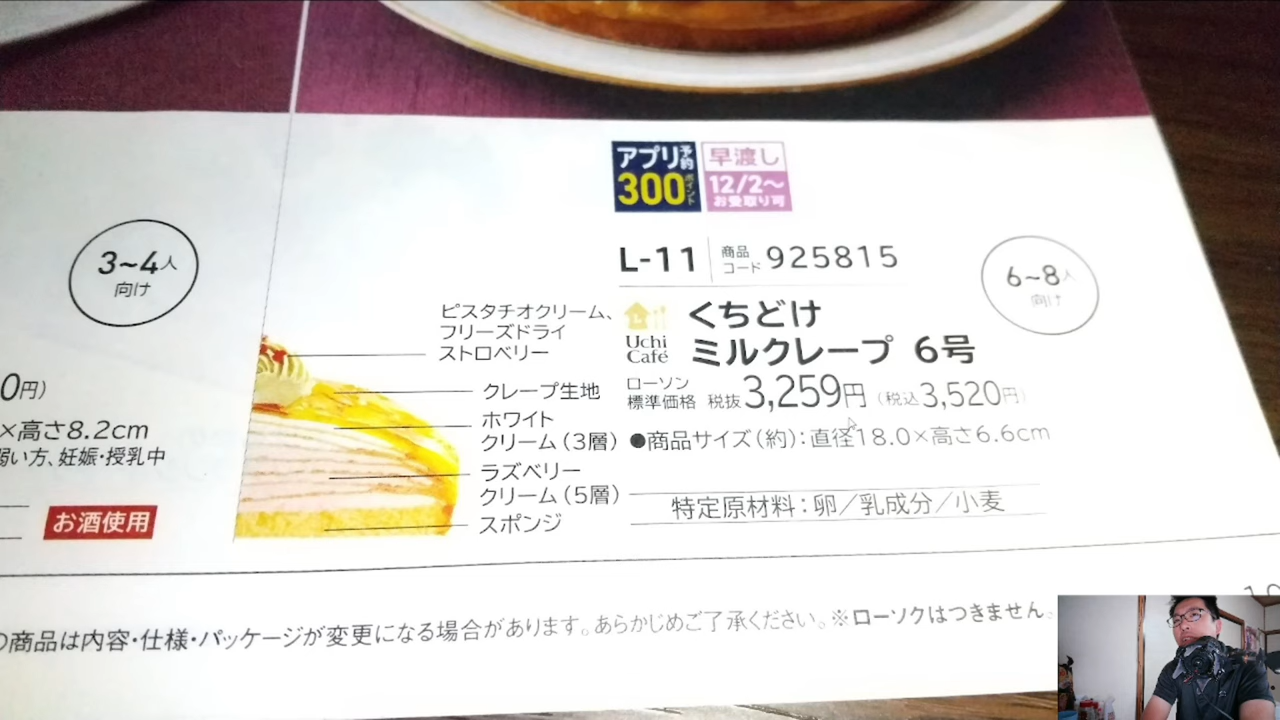 アプリ予約
300ポイント
早渡し
12/2〜
お受取り可
3~4人
向け
L-11
商品
コード
925815
6~8人
向け
ピスタチオクリーム、
フリーズドライ
ストロベリー
Uchi
Café
くちどけ
ミルクレープ 6号
クレープ生地
ローソン
標準価格 税抜3,259円(税込3,520円)
ホワイト
クリーム(3層)
●商品サイズ(約):直径18.0×高さ6.6cm
ラズベリー
クリーム(5層)
スポンジ
特定原材料:卵/乳成分/小麦
0円)
×高さ8.2cm
い方、妊娠・授乳中
お酒使用
商品は内容・仕様・パッケージが変更になる場合があります。あらかじめご了承ください。※ローソクはつきません。